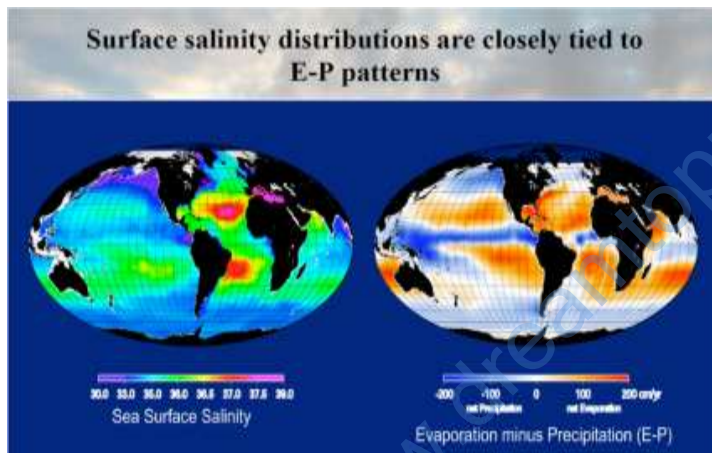 Surface salinity distributions are closely tied to
E-P patterns
30.0 33.0 35.0 36.0 36.5 37.0 37.5 39.0
Sea Surface Salinity
-200 -100 0 100 200 cm/yr
net Precipitation net Evaporation
Evaporation minus Precipitation (E-P)